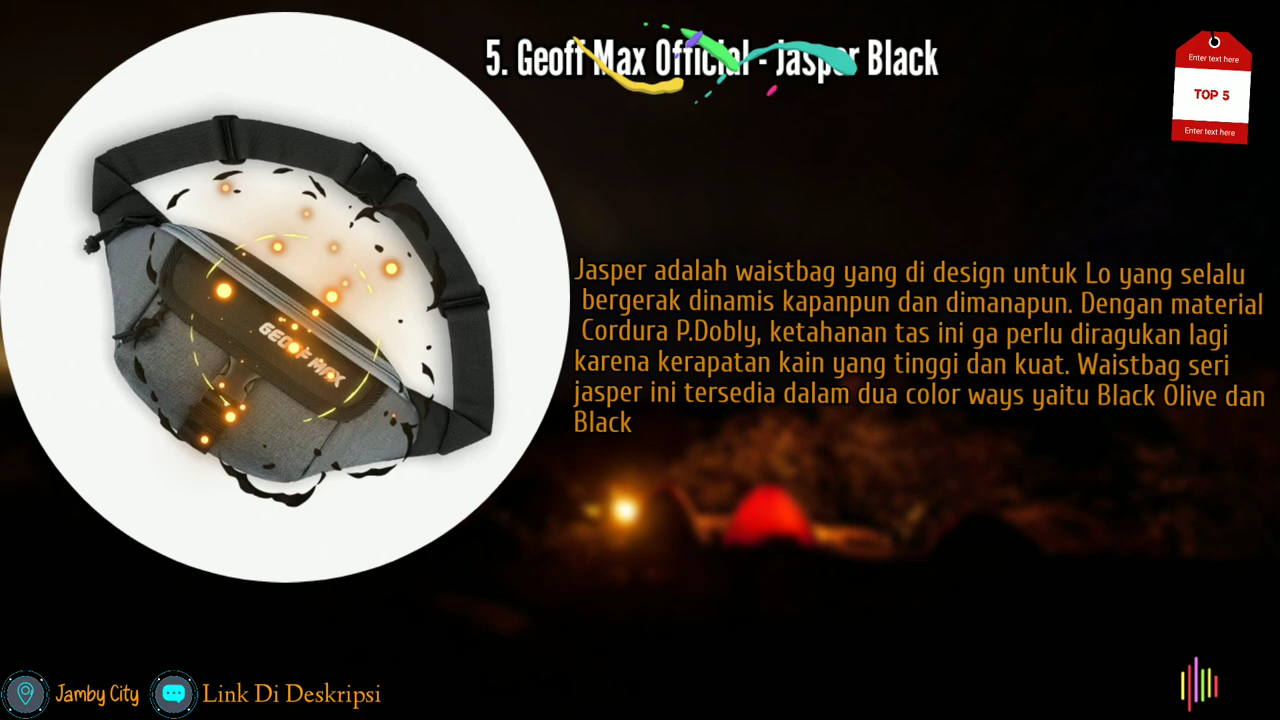 5. Geoff Max Official - Jasper Black
Enter text here
TOP 5
Enter text here
GEOFF MAX
Jasper adalah waistbag yang di design untuk Lo yang selalu
bergerak dinamis kapanpun dan dimanapun. Dengan material
Cordura P.Dobly, ketahanan tas ini ga perlu diragukan lagi
karena kerapatan kain yang tinggi dan kuat. Waistbag seri
jasper ini tersedia dalam dua color ways yaitu Black Olive dan
Black
Jamby City
Link Di Deskripsi